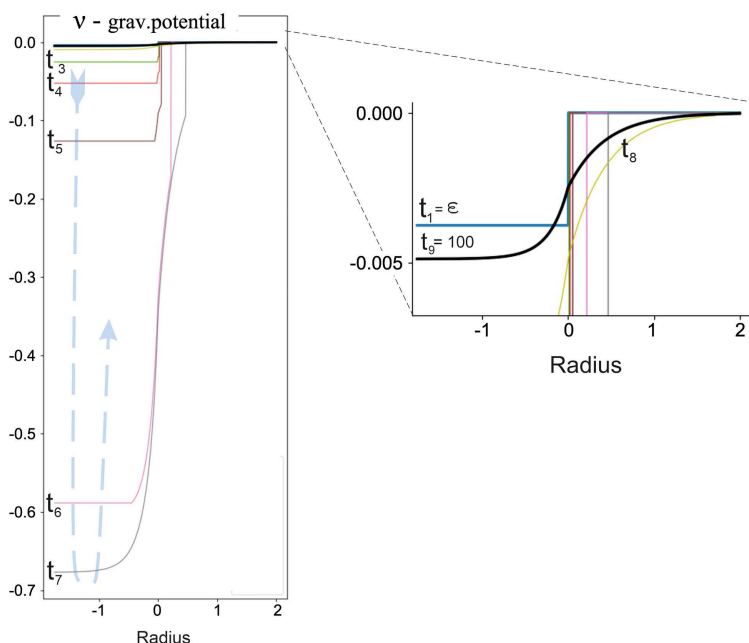 ν - grav.potential
0.0
t3
t4
-0.1
t5
-0.2
-0.3
-0.4
-0.5
-0.6
t6
t7
-0.7
-1 0 1 2
Radius
0.000
t8
t1 = ε
t9 = 100
-0.005
-1 0 1 2
Radius